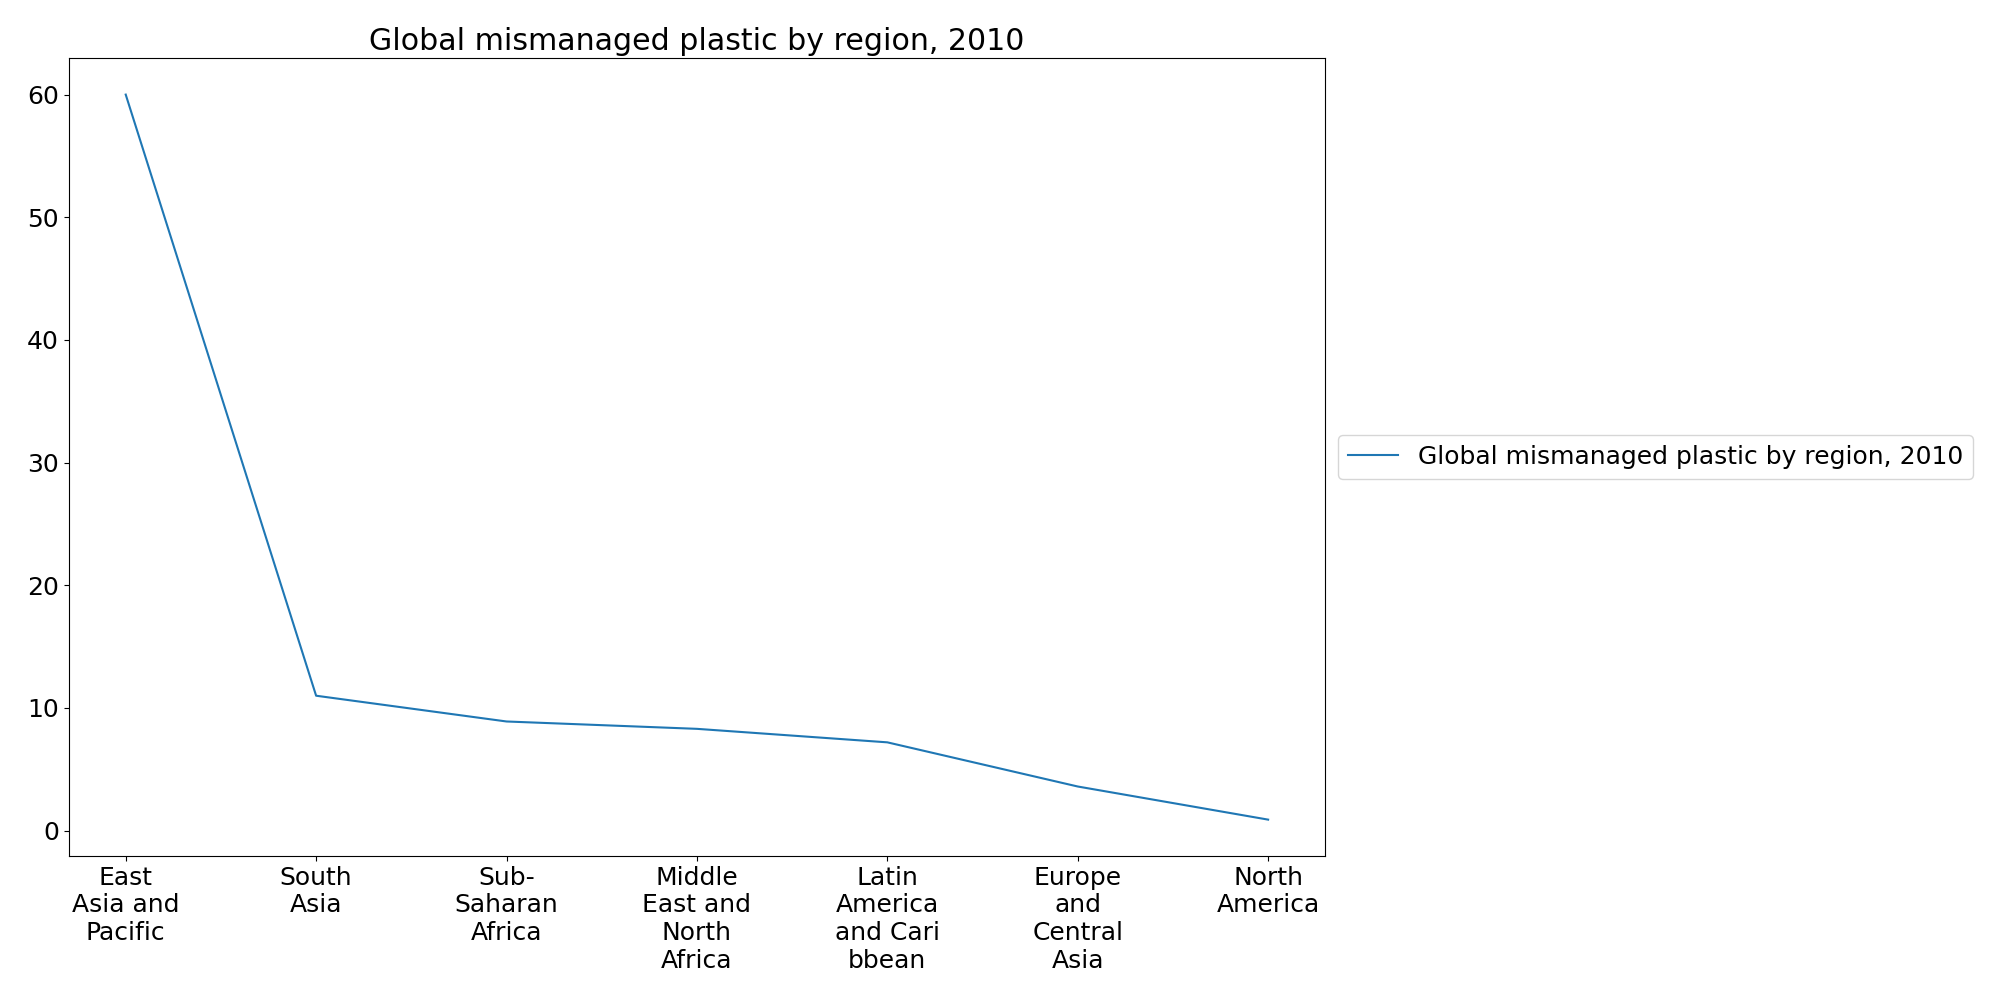 Global mismanaged plastic by region, 2010
60
50
40
30
20
10
0
East
Asia and
Pacific
South
Asia
Sub-
Saharan
Africa
Middle
East and
North
Africa
Latin
America
and Cari
bbean
Europe
and
Central
Asia
North
America
Global mismanaged plastic by region, 2010